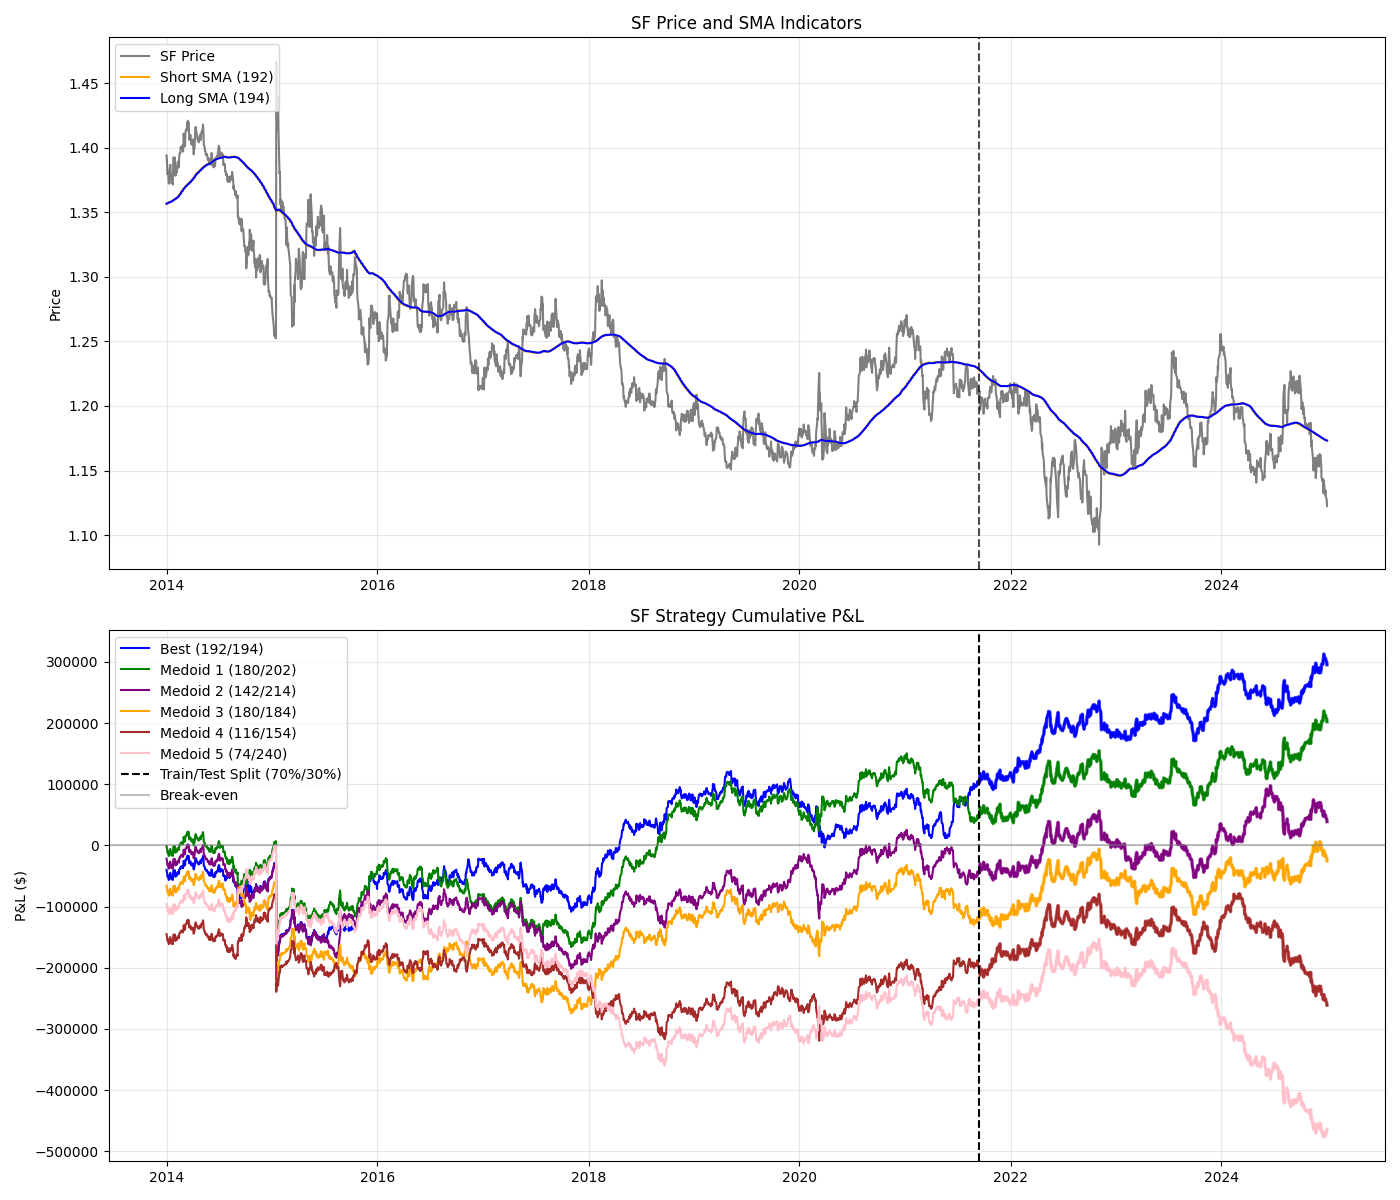 SF Price and SMA Indicators
SF Price
Short SMA (192)
Long SMA (194)
Price
1.45
1.40
1.35
1.30
1.25
1.20
1.15
1.10
2014 2016 2018 2020 2022 2024
SF Strategy Cumulative P&L
Best (192/194)
Medoid 1 (180/202)
Medoid 2 (142/214)
Medoid 3 (180/184)
Medoid 4 (116/154)
Medoid 5 (74/240)
Train/Test Split (70%/30%)
Break-even
P&L ($)
300000
200000
100000
0
−100000
−200000
−300000
−400000
−500000
2014 2016 2018 2020 2022 2024